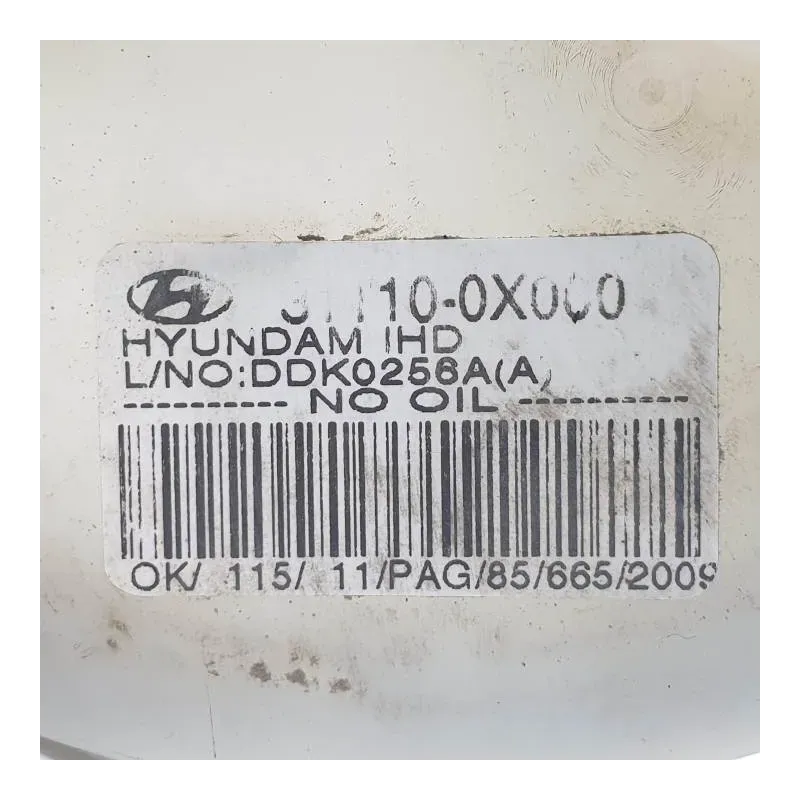 31110-0X000
HYUNDAM IHD
L/NO:DDK0256A(A)
---------- NO OIL ----------
OK/ 115/ 11/PAG/85/665/2009